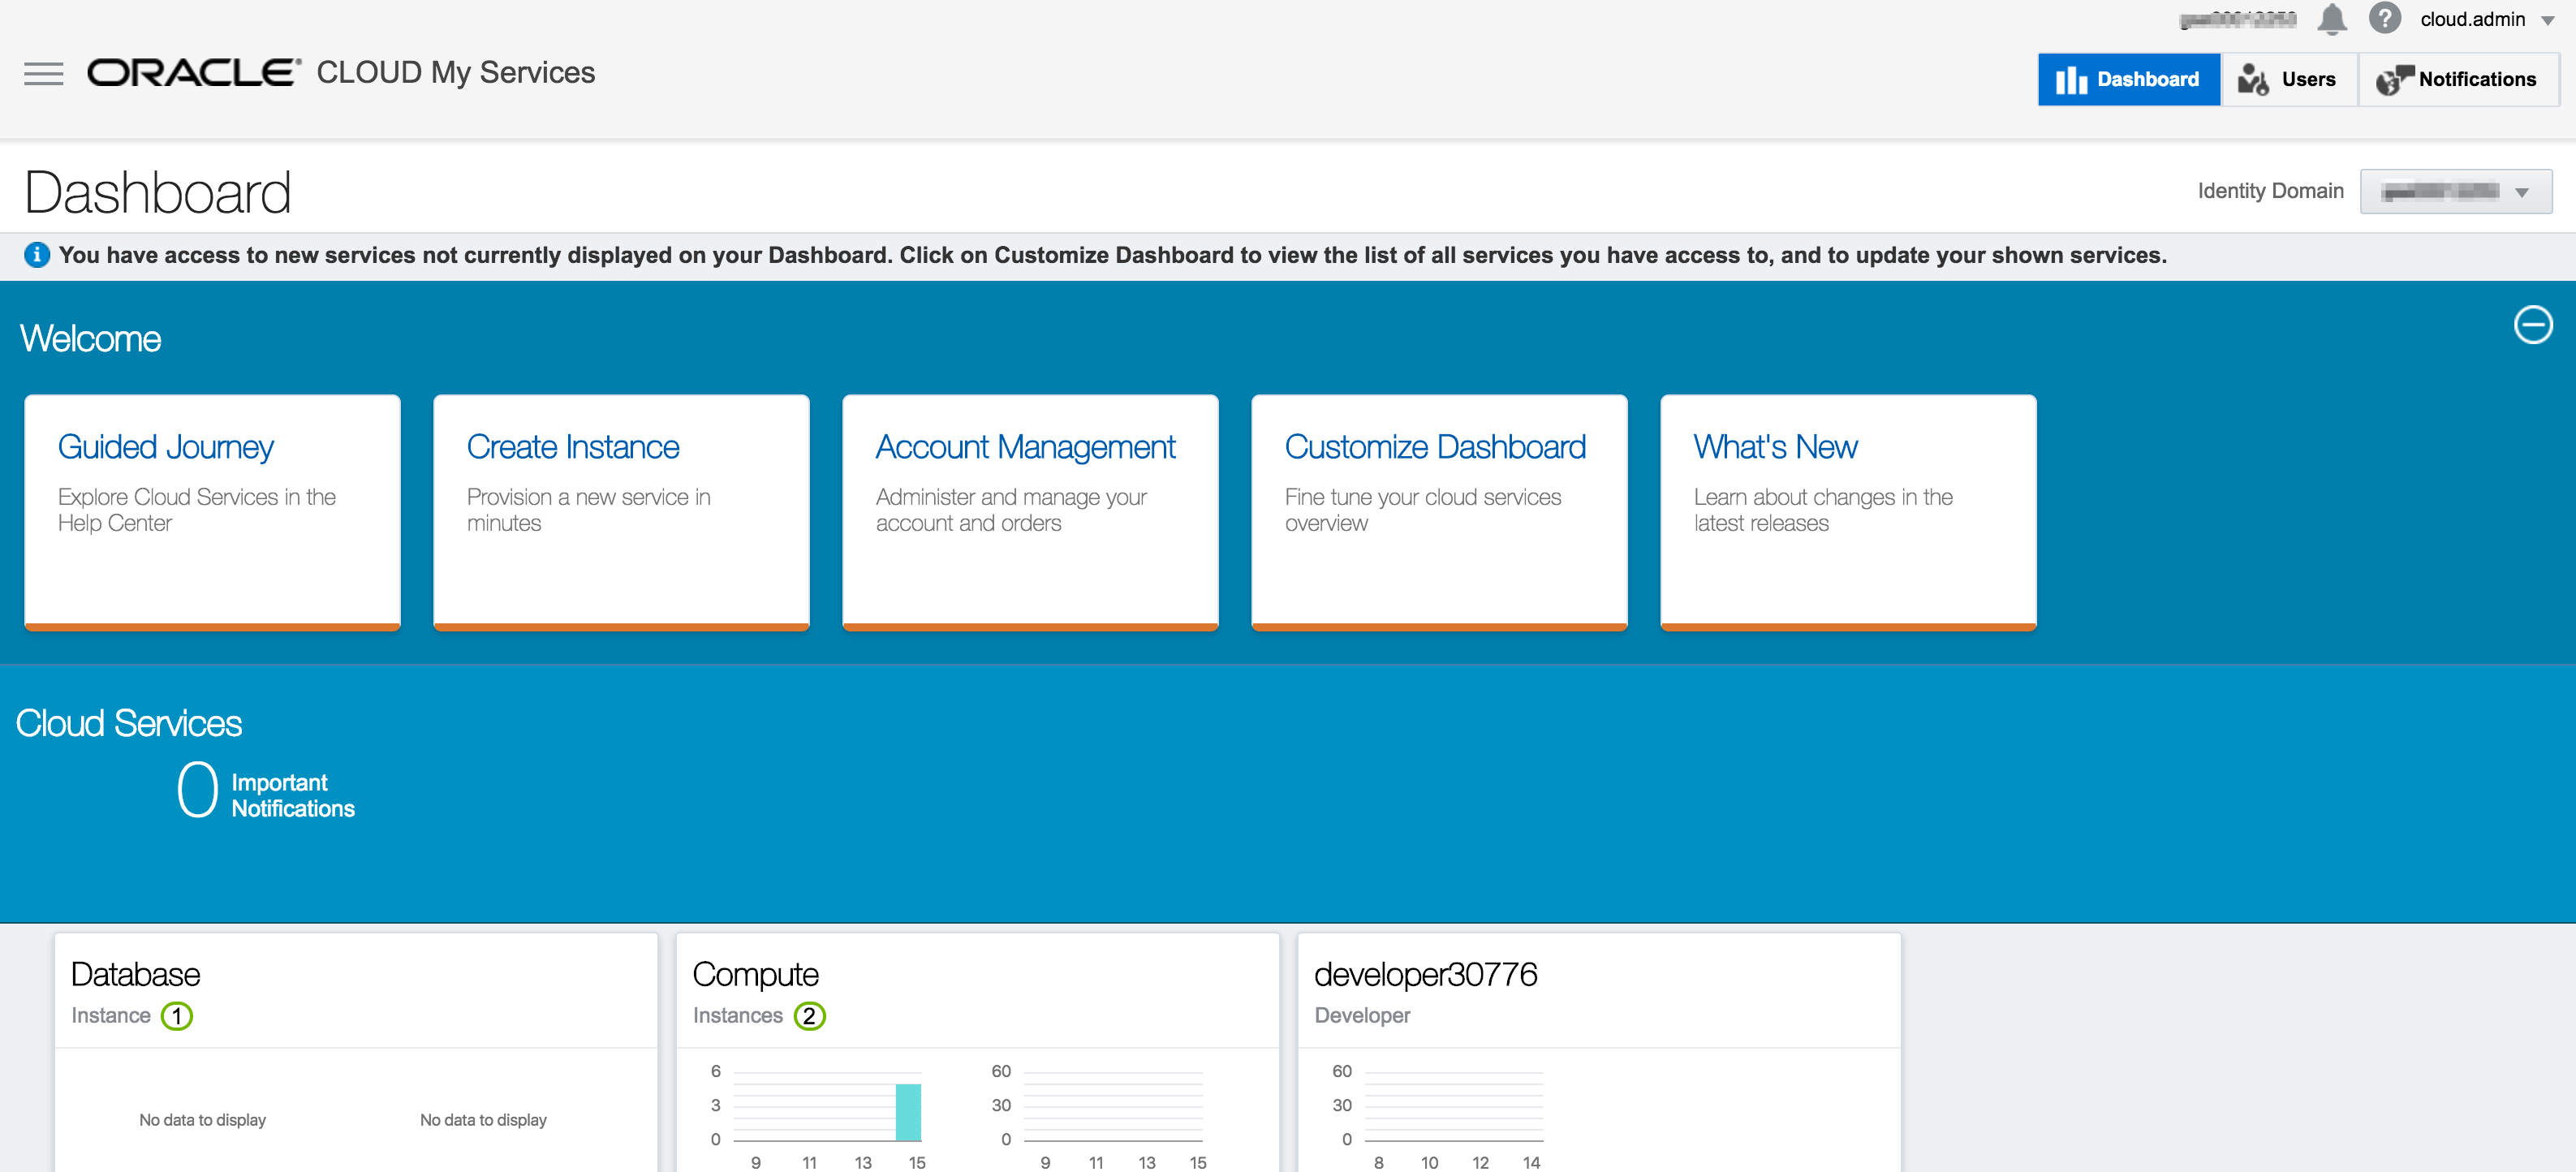 cloud.admin
ORACLE® CLOUD My Services
Dashboard
Users
Notifications
Dashboard
Identity Domain
You have access to new services not currently displayed on your Dashboard. Click on Customize Dashboard to view the list of all services you have access to, and to update your shown services.
Welcome
Guided Journey
Explore Cloud Services in the
Help Center
Create Instance
Provision a new service in
minutes
Account Management
Administer and manage your
account and orders
Customize Dashboard
Fine tune your cloud services
overview
What's New
Learn about changes in the
latest releases
Cloud Services
0 Important
Notifications
Database
Instance 1
No data to display
No data to display
Compute
Instances 2
6
3
0
9 11 13 15
60
30
0
9 11 13 15
developer30776
Developer
60
30
0
8 10 12 14